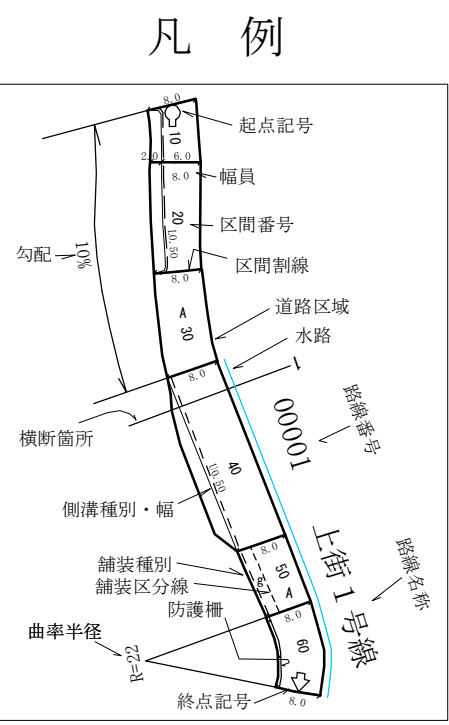 凡 例
8.0
起点記号
10
2.0 6.0
8.0
幅員
20
区間番号
L0.50
勾配
10%
区間割線
8.0
道路区域
A
30
水路
8.0
1
路線番号
00001
横断箇所
40
U0.50
側溝種別・幅
8.0
上街1号線
路線名称
舗装種別
50
g
A
舗装区分線
防護柵
曲率半径
60
R=22
終点記号
8.0